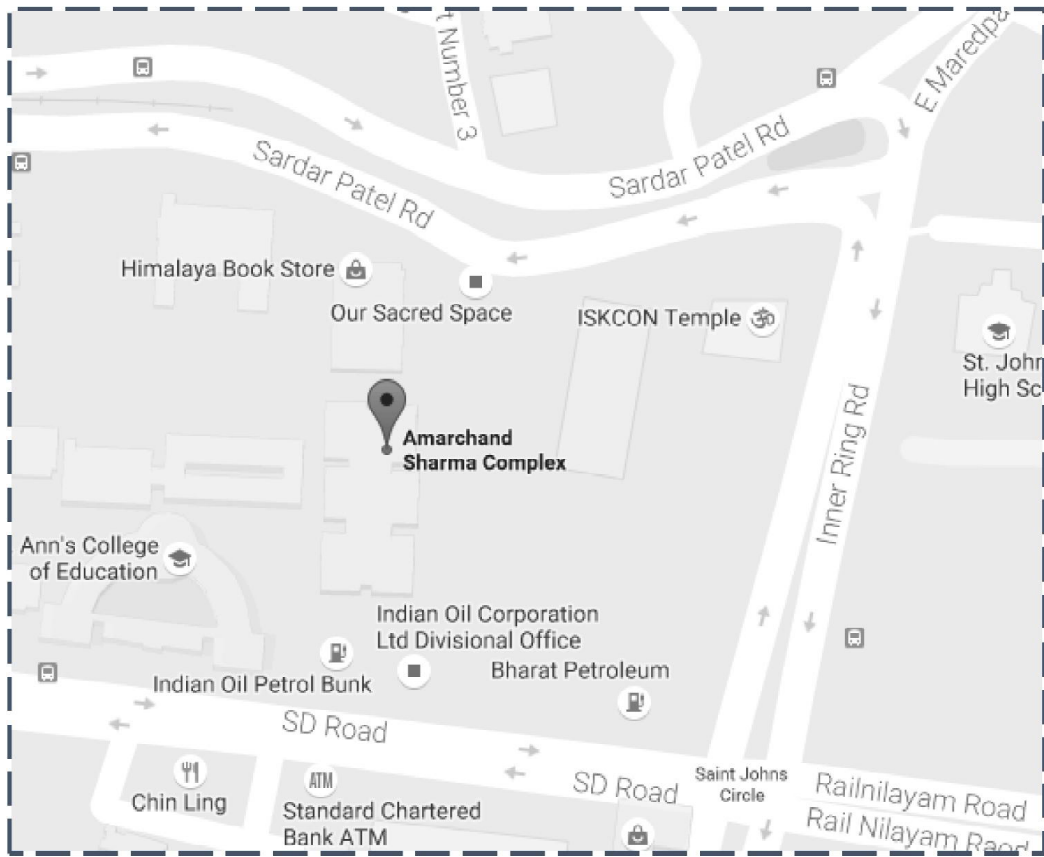 t Number 3
E Maredpa
Sardar Patel Rd
Sardar Patel Rd
Himalaya Book Store
Our Sacred Space
ISKCON Temple
St. John
High Sc
Amarchand
Sharma Complex
Inner Ring Rd
Ann's College
of Education
Indian Oil Corporation
Ltd Divisional Office
Indian Oil Petrol Bunk
Bharat Petroleum
SD Road
SD Road
Saint Johns
Circle
Railnilayam Road
Rail Nilayam Raod
Chin Ling
ATM
Standard Chartered
Bank ATM